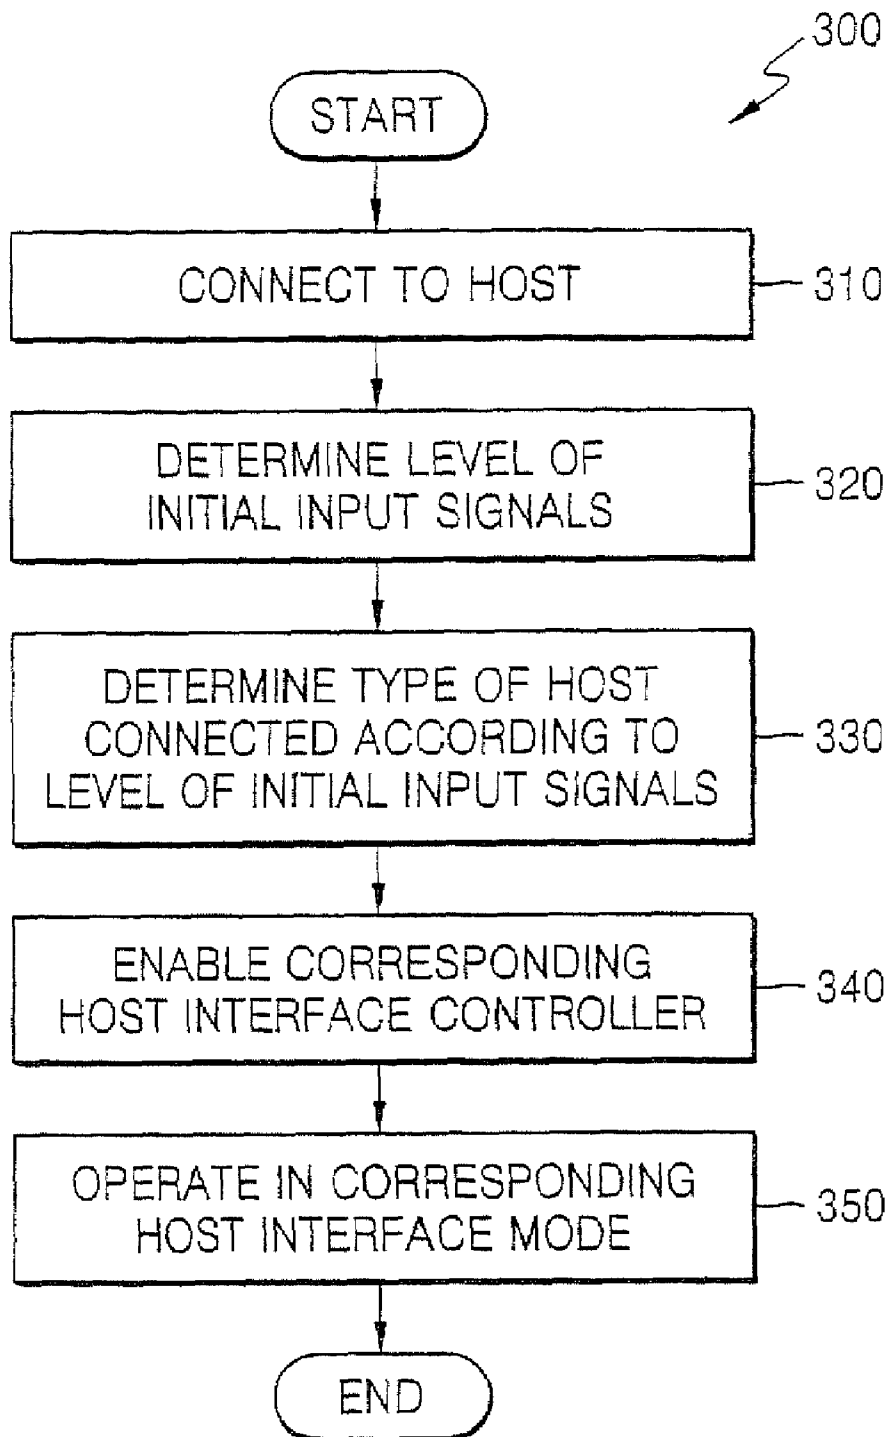 300
START
CONNECT TO HOST
310
DETERMINE LEVEL OF
INITIAL INPUT SIGNALS
320
DETERMINE TYPE OF HOST
CONNECTED ACCORDING TO
LEVEL OF INITIAL INPUT SIGNALS
330
ENABLE CORRESPONDING
HOST INTERFACE CONTROLLER
340
OPERATE IN CORRESPONDING
HOST INTERFACE MODE
350
END